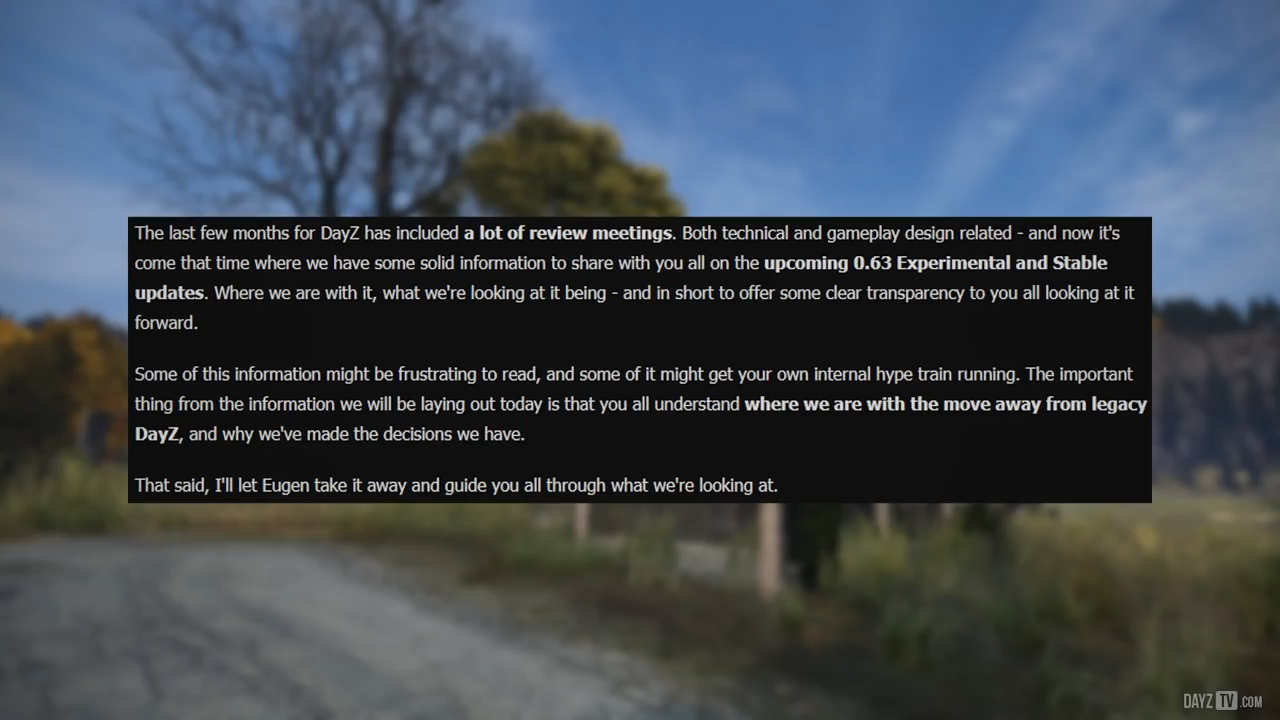 The last few months for DayZ has included a lot of review meetings. Both technical and gameplay design related - and now it's
come that time where we have some solid information to share with you all on the upcoming 0.63 Experimental and Stable
updates. Where we are with it, what we're looking at it being - and in short to offer some clear transparency to you all looking at it
forward.
Some of this information might be frustrating to read, and some of it might get your own internal hype train running. The important
thing from the information we will be laying out today is that you all understand where we are with the move away from legacy
DayZ, and why we've made the decisions we have.
That said, I'll let Eugen take it away and guide you all through what we're looking at.
DAYZ TV .COM